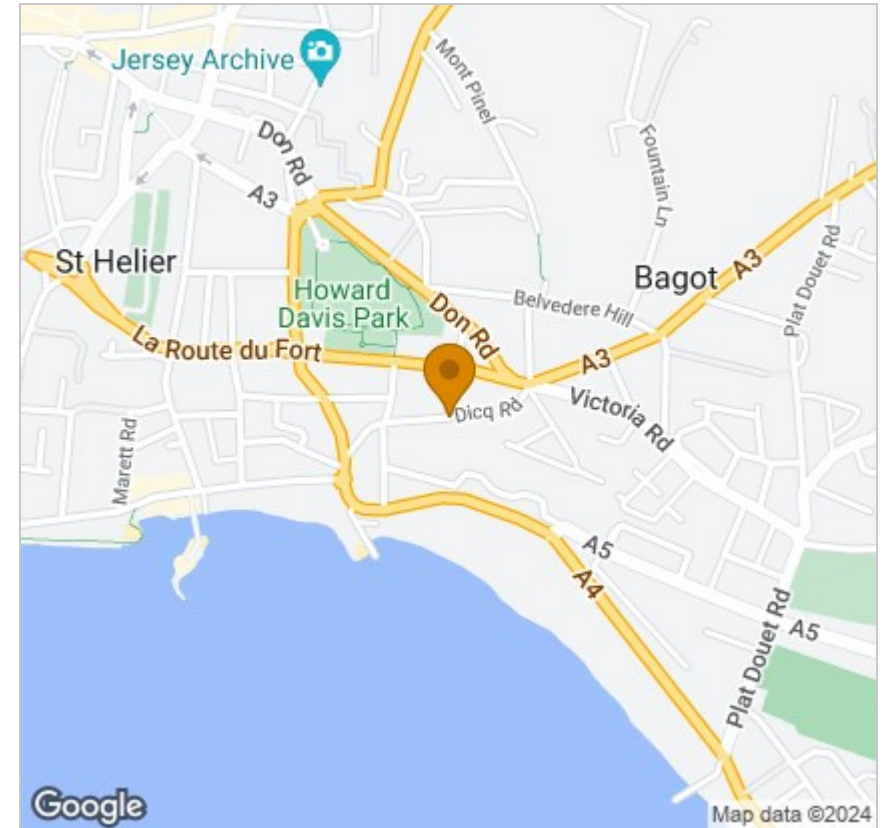 Jersey Archive
Mont Pinel
Don Rd
Fountain Ln
A3
Plat Douet Rd
St Helier
Bagot
A3
Howard
Davis Park
Belvedere Hill
Don Rd
La Route du Fort
A3
Victoria Rd
Dicq Rd
Marett Rd
A5
A4
Plat Douet Rd
A5
Google
Map data ©2024